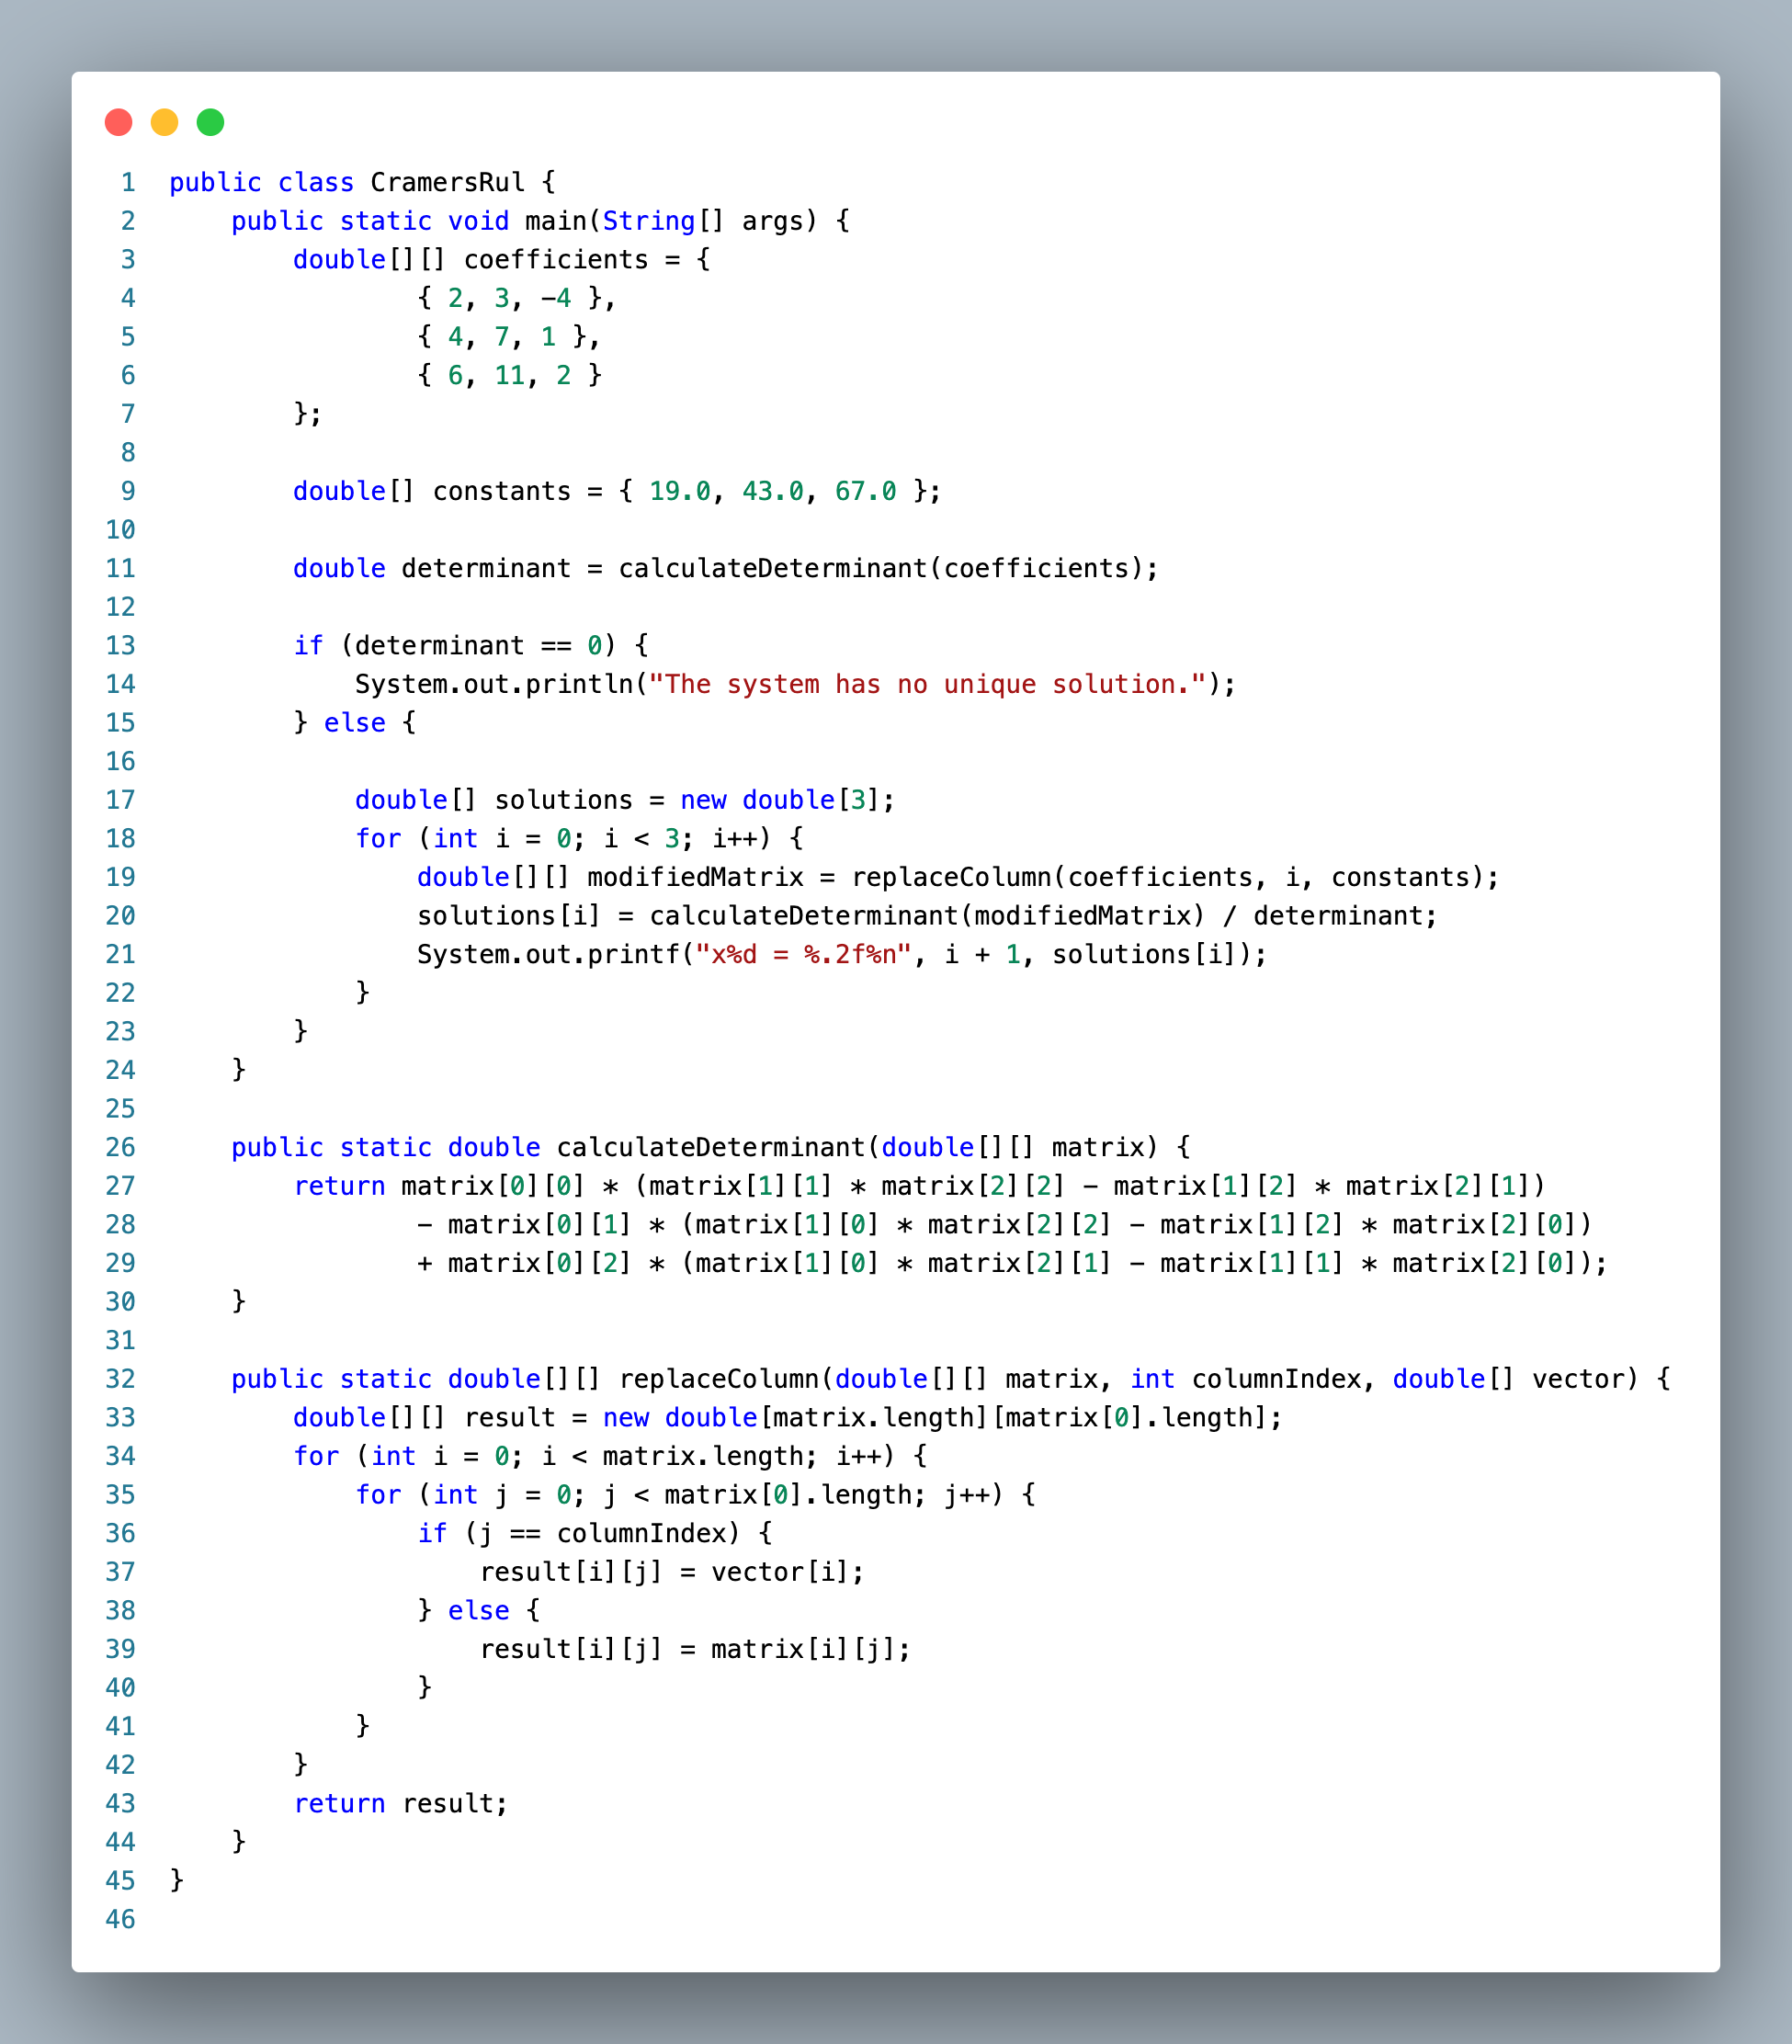 1 public class CramersRul {
2     public static void main(String[] args) {
3         double[][] coefficients = {
4                 { 2, 3, -4 },
5                 { 4, 7, 1 },
6                 { 6, 11, 2 }
7         };
8
9         double[] constants = { 19.0, 43.0, 67.0 };
10
11         double determinant = calculateDeterminant(coefficients);
12
13         if (determinant == 0) {
14             System.out.println("The system has no unique solution.");
15         } else {
16
17             double[] solutions = new double[3];
18             for (int i = 0; i < 3; i++) {
19                 double[][] modifiedMatrix = replaceColumn(coefficients, i, constants);
20                 solutions[i] = calculateDeterminant(modifiedMatrix) / determinant;
21                 System.out.printf("x%d = %.2f%n", i + 1, solutions[i]);
22             }
23         }
24     }
25
26     public static double calculateDeterminant(double[][] matrix) {
27         return matrix[0][0] * (matrix[1][1] * matrix[2][2] - matrix[1][2] * matrix[2][1])
28                 - matrix[0][1] * (matrix[1][0] * matrix[2][2] - matrix[1][2] * matrix[2][0])
29                 + matrix[0][2] * (matrix[1][0] * matrix[2][1] - matrix[1][1] * matrix[2][0]);
30     }
31
32     public static double[][] replaceColumn(double[][] matrix, int columnIndex, double[] vector) {
33         double[][] result = new double[matrix.length][matrix[0].length];
34         for (int i = 0; i < matrix.length; i++) {
35             for (int j = 0; j < matrix[0].length; j++) {
36                 if (j == columnIndex) {
37                     result[i][j] = vector[i];
38                 } else {
39                     result[i][j] = matrix[i][j];
40                 }
41             }
42         }
43         return result;
44     }
45 }
46